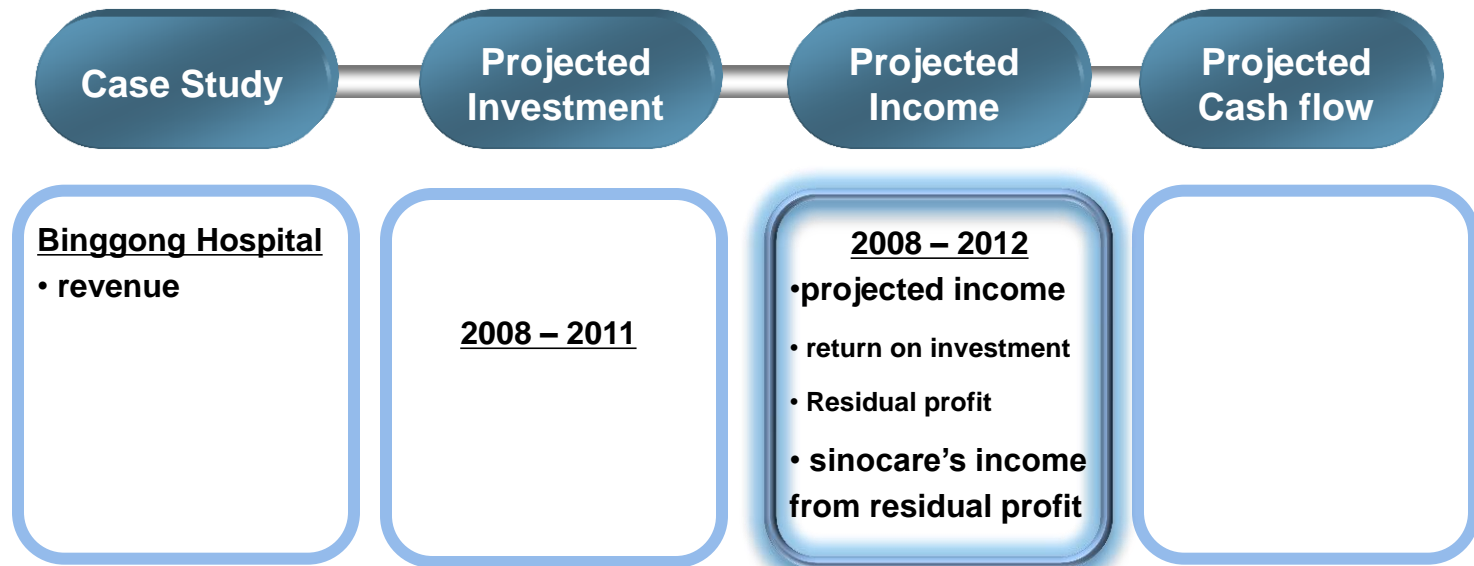 Case Study
Projected
Investment
Projected
Income
Projected
Cash flow
Binggong Hospital
• revenue
2008 – 2011
2008 – 2012
•projected income
• return on investment
• Residual profit
• sinocare’s income
from residual profit